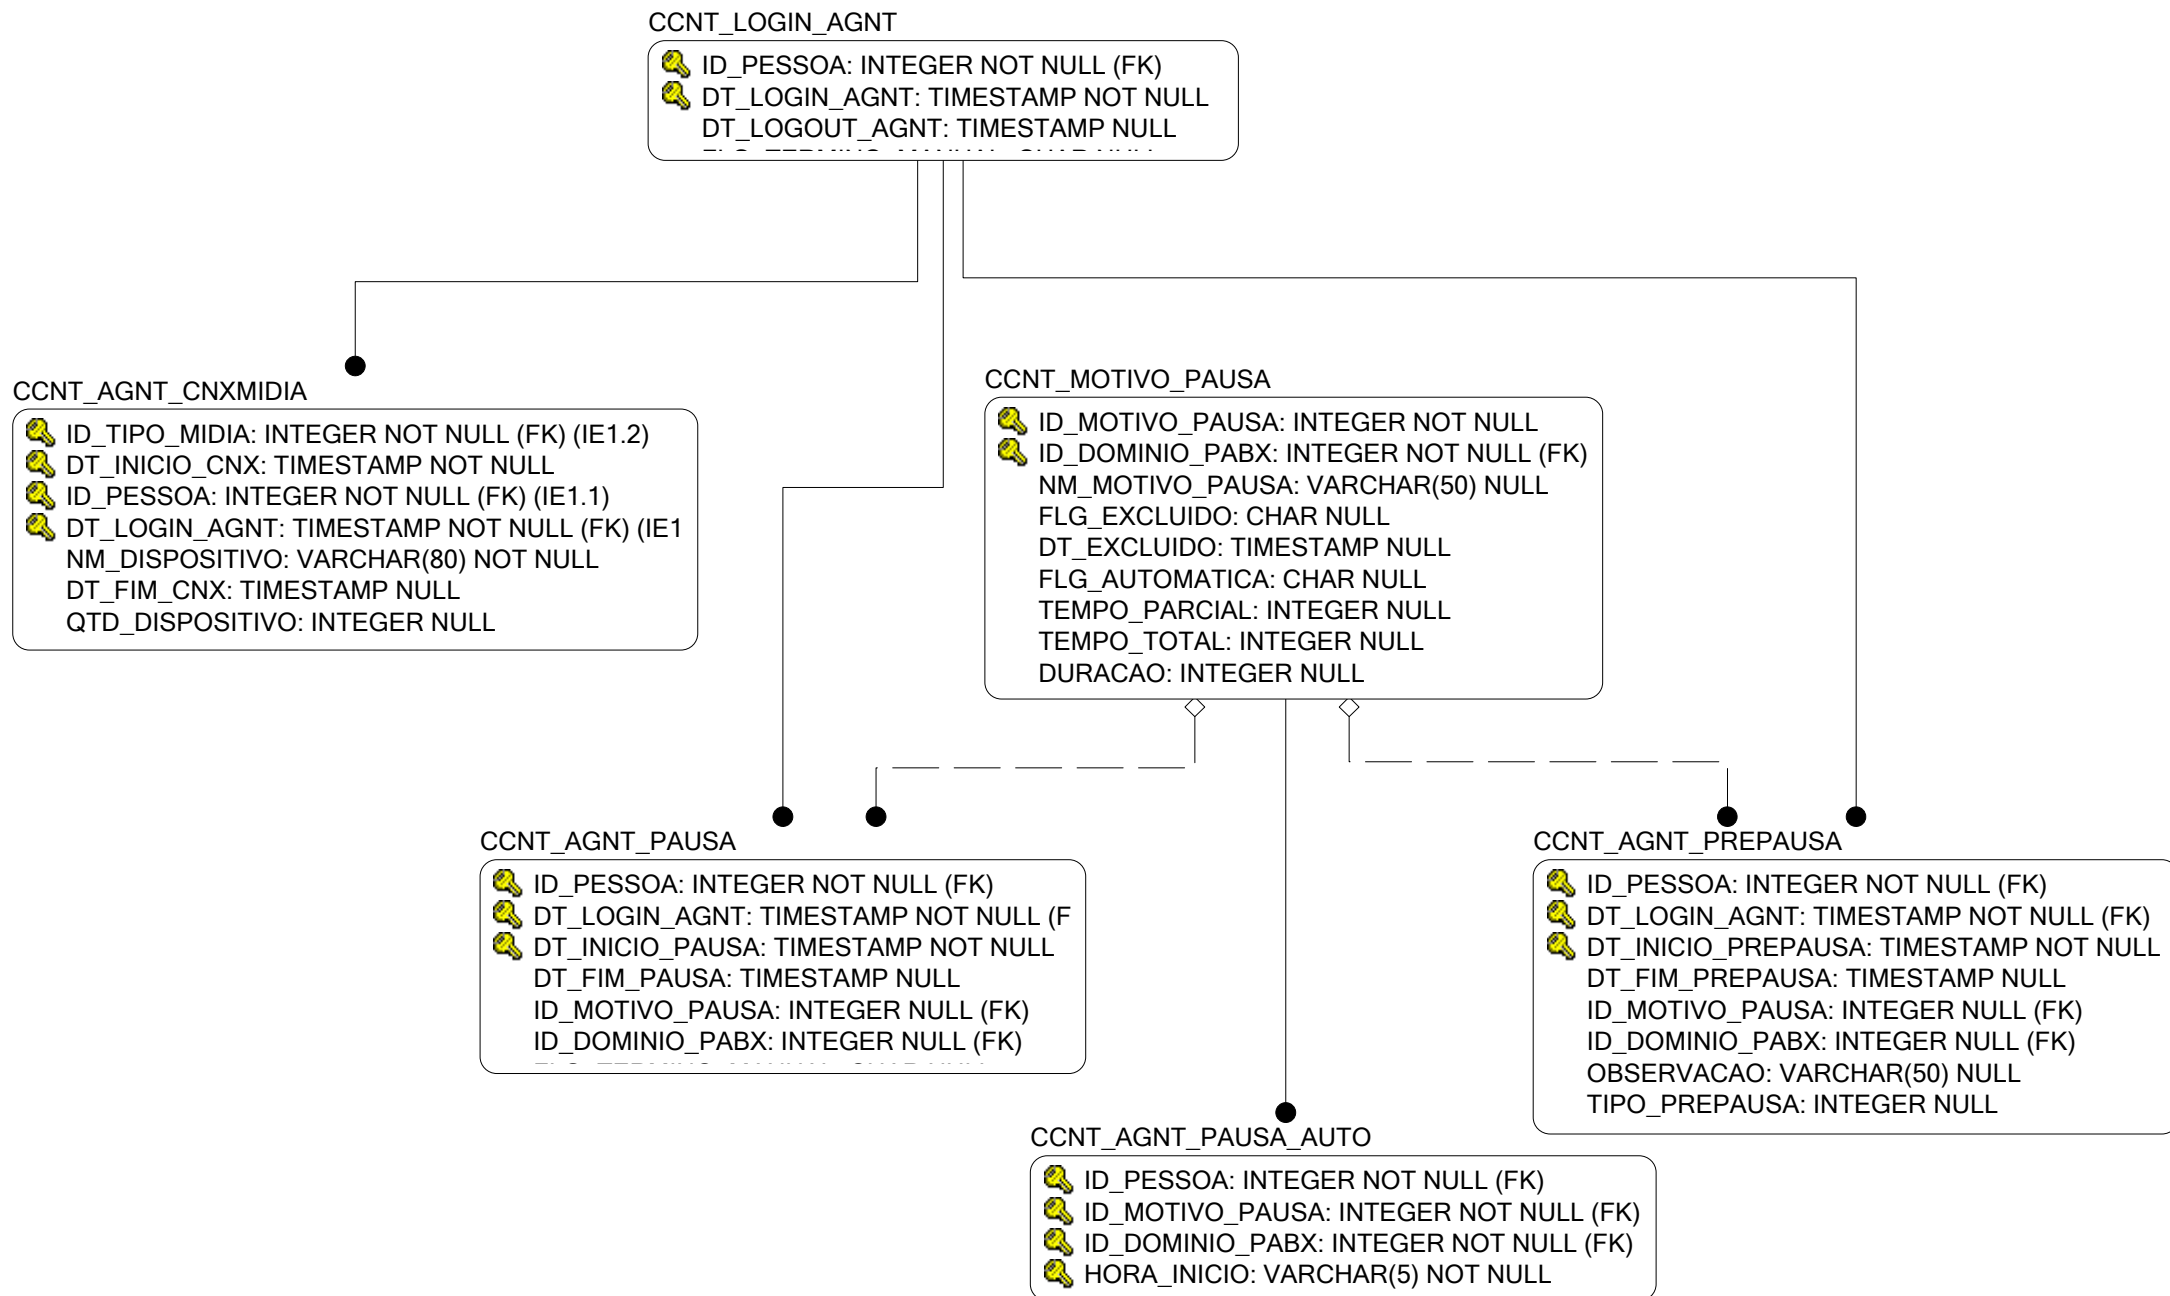 CCNT_LOGIN_AGNT
ID_PESSOA: INTEGER NOT NULL (FK)
DT_LOGIN_AGNT: TIMESTAMP NOT NULL
DT_LOGOUT_AGNT: TIMESTAMP NULL
CCNT_AGNT_CNXMIDIA
ID_TIPO_MIDIA: INTEGER NOT NULL (FK) (IE1.2)
DT_INICIO_CNX: TIMESTAMP NOT NULL
ID_PESSOA: INTEGER NOT NULL (FK) (IE1.1)
DT_LOGIN_AGNT: TIMESTAMP NOT NULL (FK) (IE1
NM_DISPOSITIVO: VARCHAR(80) NOT NULL
DT_FIM_CNX: TIMESTAMP NULL
QTD_DISPOSITIVO: INTEGER NULL
CCNT_MOTIVO_PAUSA
ID_MOTIVO_PAUSA: INTEGER NOT NULL
ID_DOMINIO_PABX: INTEGER NOT NULL (FK)
NM_MOTIVO_PAUSA: VARCHAR(50) NULL
FLG_EXCLUIDO: CHAR NULL
DT_EXCLUIDO: TIMESTAMP NULL
FLG_AUTOMATICA: CHAR NULL
TEMPO_PARCIAL: INTEGER NULL
TEMPO_TOTAL: INTEGER NULL
DURACAO: INTEGER NULL
CCNT_AGNT_PAUSA
ID_PESSOA: INTEGER NOT NULL (FK)
DT_LOGIN_AGNT: TIMESTAMP NOT NULL (F
DT_INICIO_PAUSA: TIMESTAMP NOT NULL
DT_FIM_PAUSA: TIMESTAMP NULL
ID_MOTIVO_PAUSA: INTEGER NULL (FK)
ID_DOMINIO_PABX: INTEGER NULL (FK)
CCNT_AGNT_PREPAUSA
ID_PESSOA: INTEGER NOT NULL (FK)
DT_LOGIN_AGNT: TIMESTAMP NOT NULL (FK)
DT_INICIO_PREPAUSA: TIMESTAMP NOT NULL
DT_FIM_PREPAUSA: TIMESTAMP NULL
ID_MOTIVO_PAUSA: INTEGER NULL (FK)
ID_DOMINIO_PABX: INTEGER NULL (FK)
OBSERVACAO: VARCHAR(50) NULL
TIPO_PREPAUSA: INTEGER NULL
CCNT_AGNT_PAUSA_AUTO
ID_PESSOA: INTEGER NOT NULL (FK)
ID_MOTIVO_PAUSA: INTEGER NOT NULL (FK)
ID_DOMINIO_PABX: INTEGER NOT NULL (FK)
HORA_INICIO: VARCHAR(5) NOT NULL